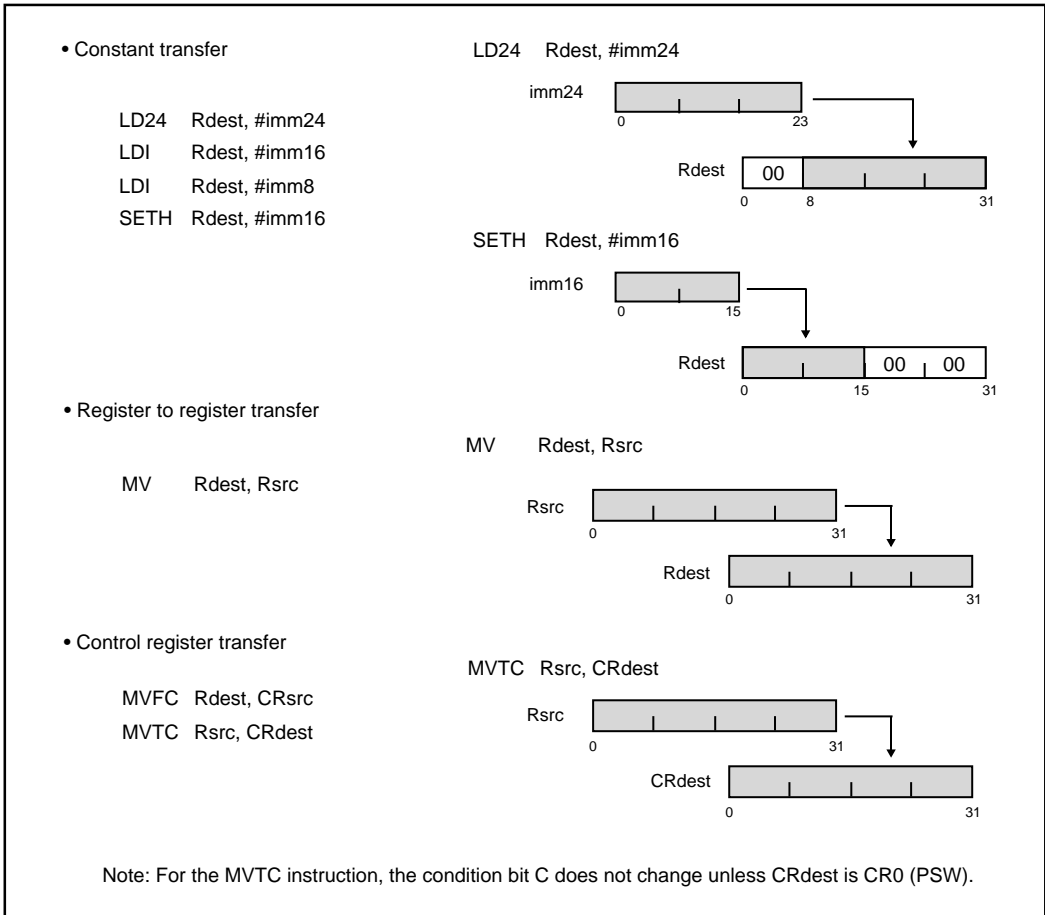 • Constant transfer
LD24 Rdest, #imm24
LDI Rdest, #imm16
LDI Rdest, #imm8
SETH Rdest, #imm16
LD24 Rdest, #imm24
imm24
0 23
Rdest 00
0 8 31
SETH Rdest, #imm16
imm16
0 15
Rdest 00 00
0 15 31
• Register to register transfer
MV Rdest, Rsrc
MV Rdest, Rsrc
Rsrc
0 31
Rdest
0 31
• Control register transfer
MVFC Rdest, CRsrc
MVTC Rsrc, CRdest
MVTC Rsrc, CRdest
Rsrc
0 31
CRdest
0 31
Note: For the MVTC instruction, the condition bit C does not change unless CRdest is CR0 (PSW).